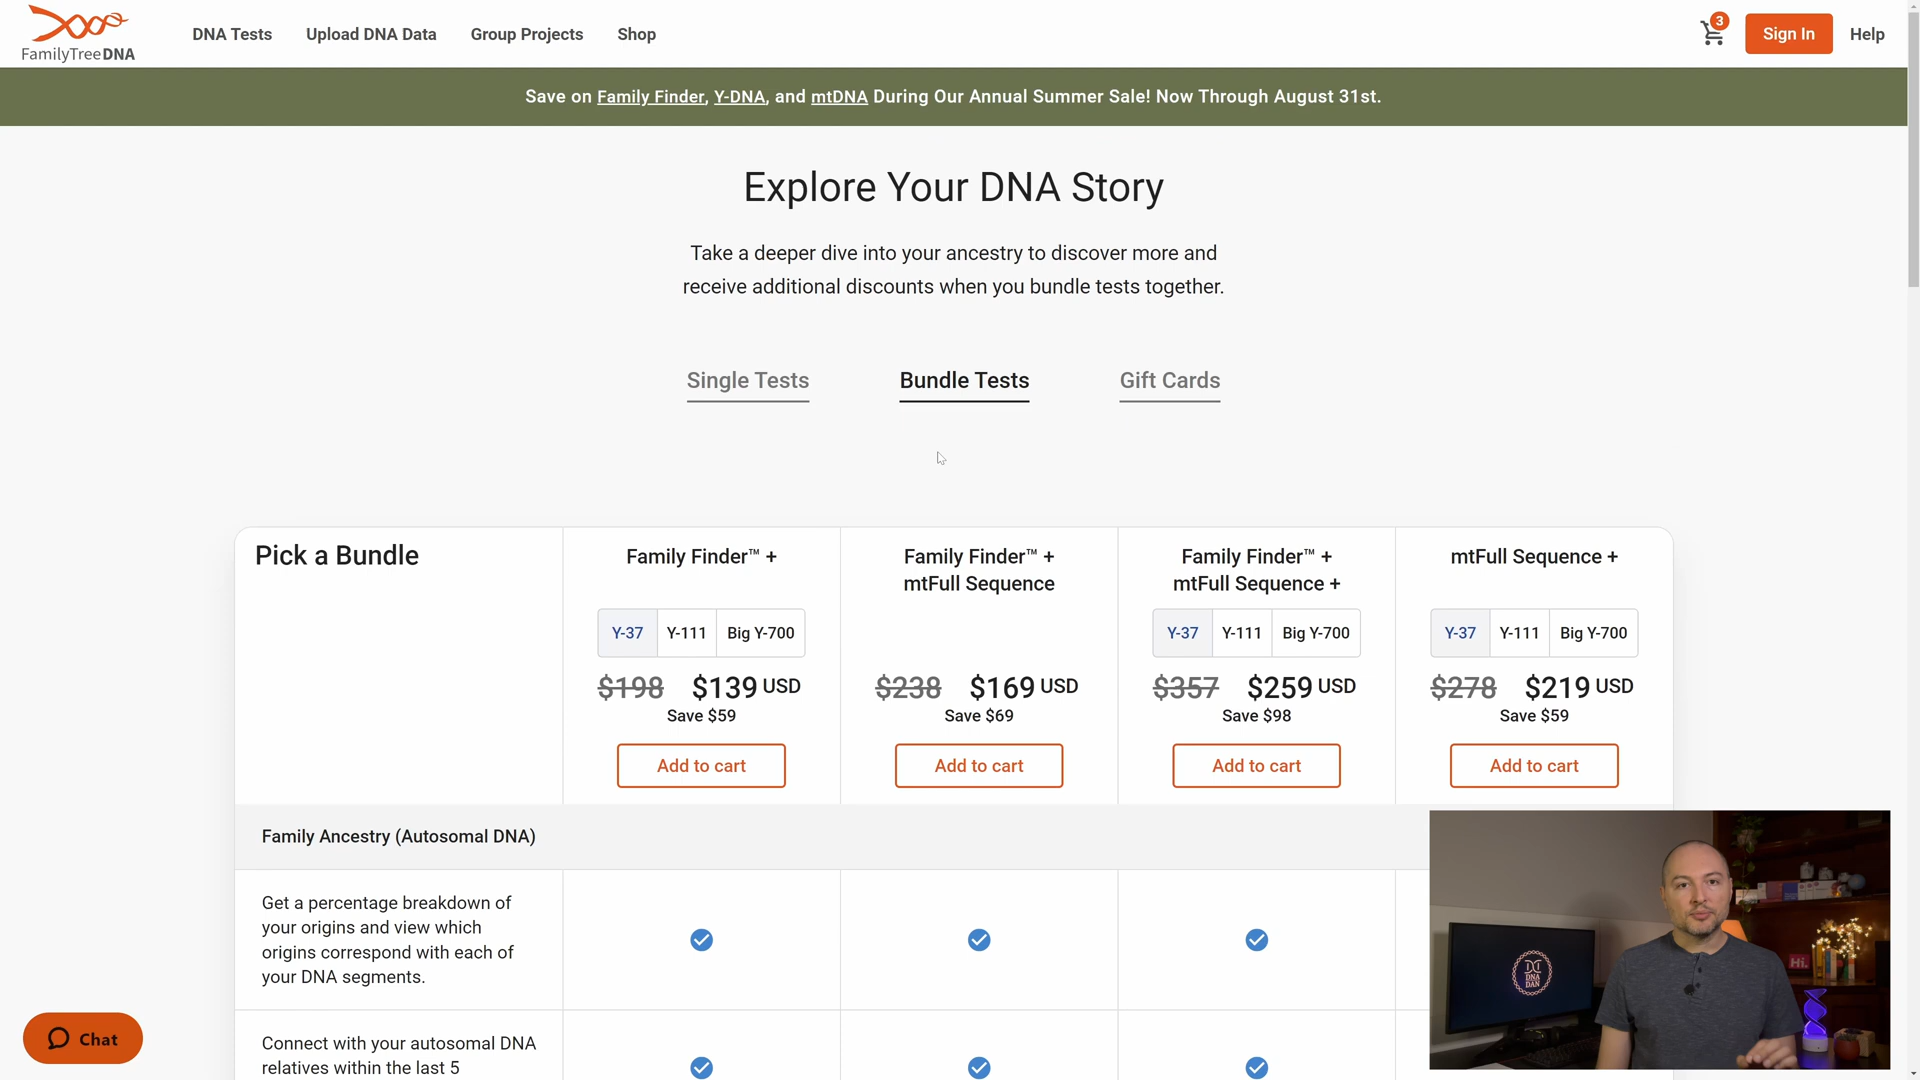 FamilyTreeDNA
DNA Tests
Upload DNA Data
Group Projects
Shop
3
Sign In
Help
Save on Family Finder, Y-DNA, and mtDNA During Our Annual Summer Sale! Now Through August 31st.
Explore Your DNA Story
Take a deeper dive into your ancestry to discover more and
receive additional discounts when you bundle tests together.
Single Tests
Bundle Tests
Gift Cards
Pick a Bundle
Family Finder™ +
Y-37 Y-111 Big Y-700
$198 $139 USD
Save $59
Add to cart
Family Finder™ +
mtFull Sequence
$238 $169 USD
Save $69
Add to cart
Family Finder™ +
mtFull Sequence +
Y-37 Y-111 Big Y-700
$357 $259 USD
Save $98
Add to cart
mtFull Sequence +
Y-37 Y-111 Big Y-700
$278 $219 USD
Save $59
Add to cart
Family Ancestry (Autosomal DNA)
Get a percentage breakdown of
your origins and view which
origins correspond with each of
your DNA segments.
Connect with your autosomal DNA
relatives within the last 5
Chat
DNA
DAN
Hi.